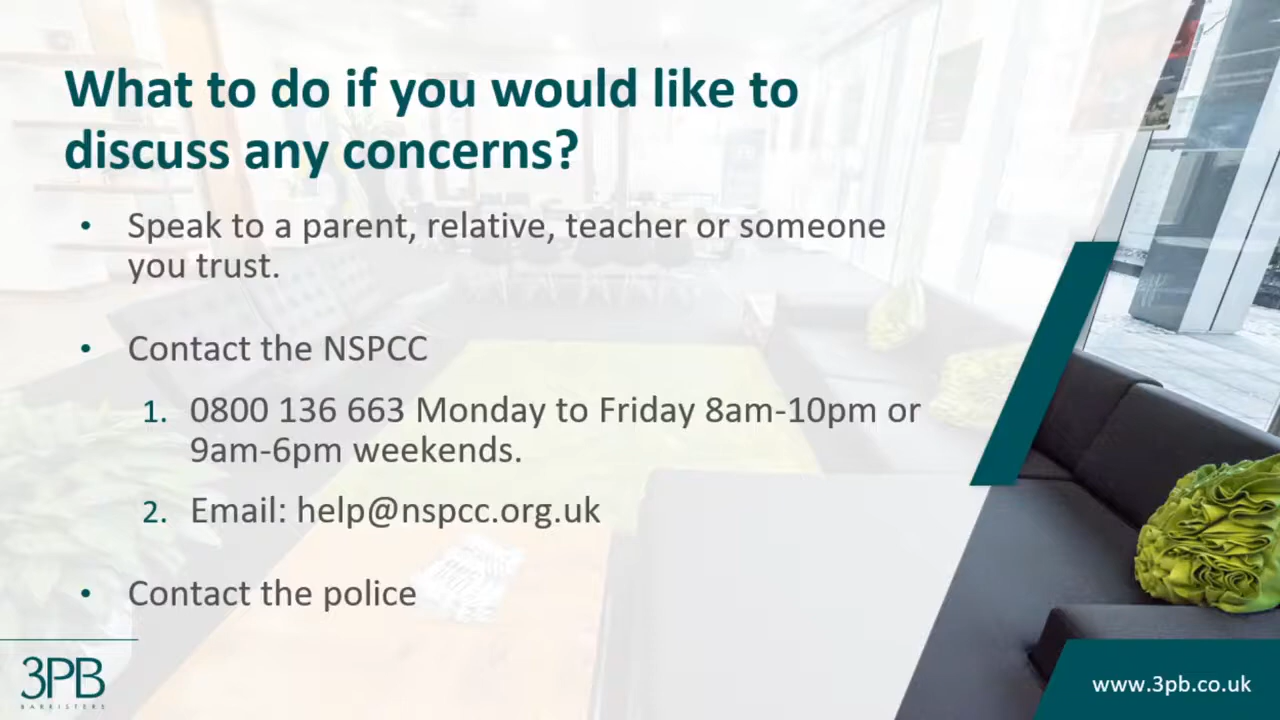 What to do if you would like to
discuss any concerns?
• Speak to a parent, relative, teacher or someone
you trust.
• Contact the NSPCC
1. 0800 136 663 Monday to Friday 8am-10pm or
9am-6pm weekends.
2. Email: help@nspcc.org.uk
• Contact the police
3PB
BARRISTERS
www.3pb.co.uk